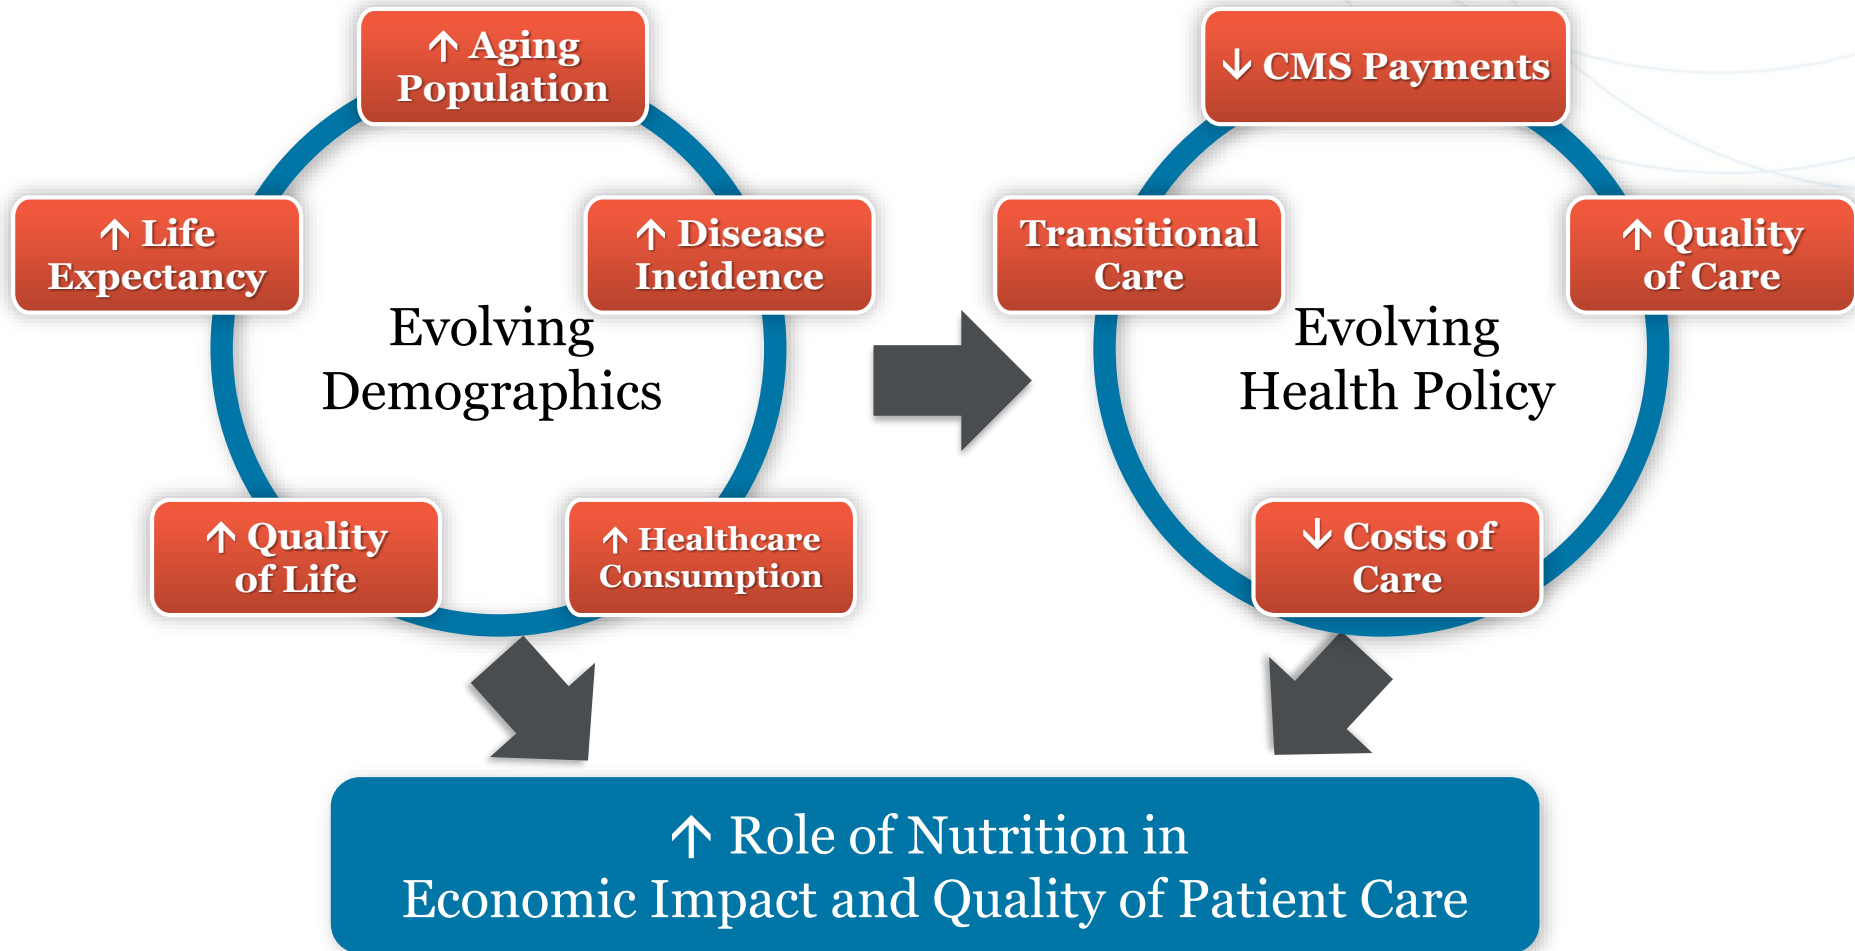 ↑ Aging
Population
↑ Life
Expectancy
↑ Disease
Incidence
Evolving
Demographics
↑ Quality
of Life
↑ Healthcare
Consumption
↓ CMS Payments
Transitional
Care
↑ Quality
of Care
Evolving
Health Policy
↓ Costs of
Care
↑ Role of Nutrition in
Economic Impact and Quality of Patient Care